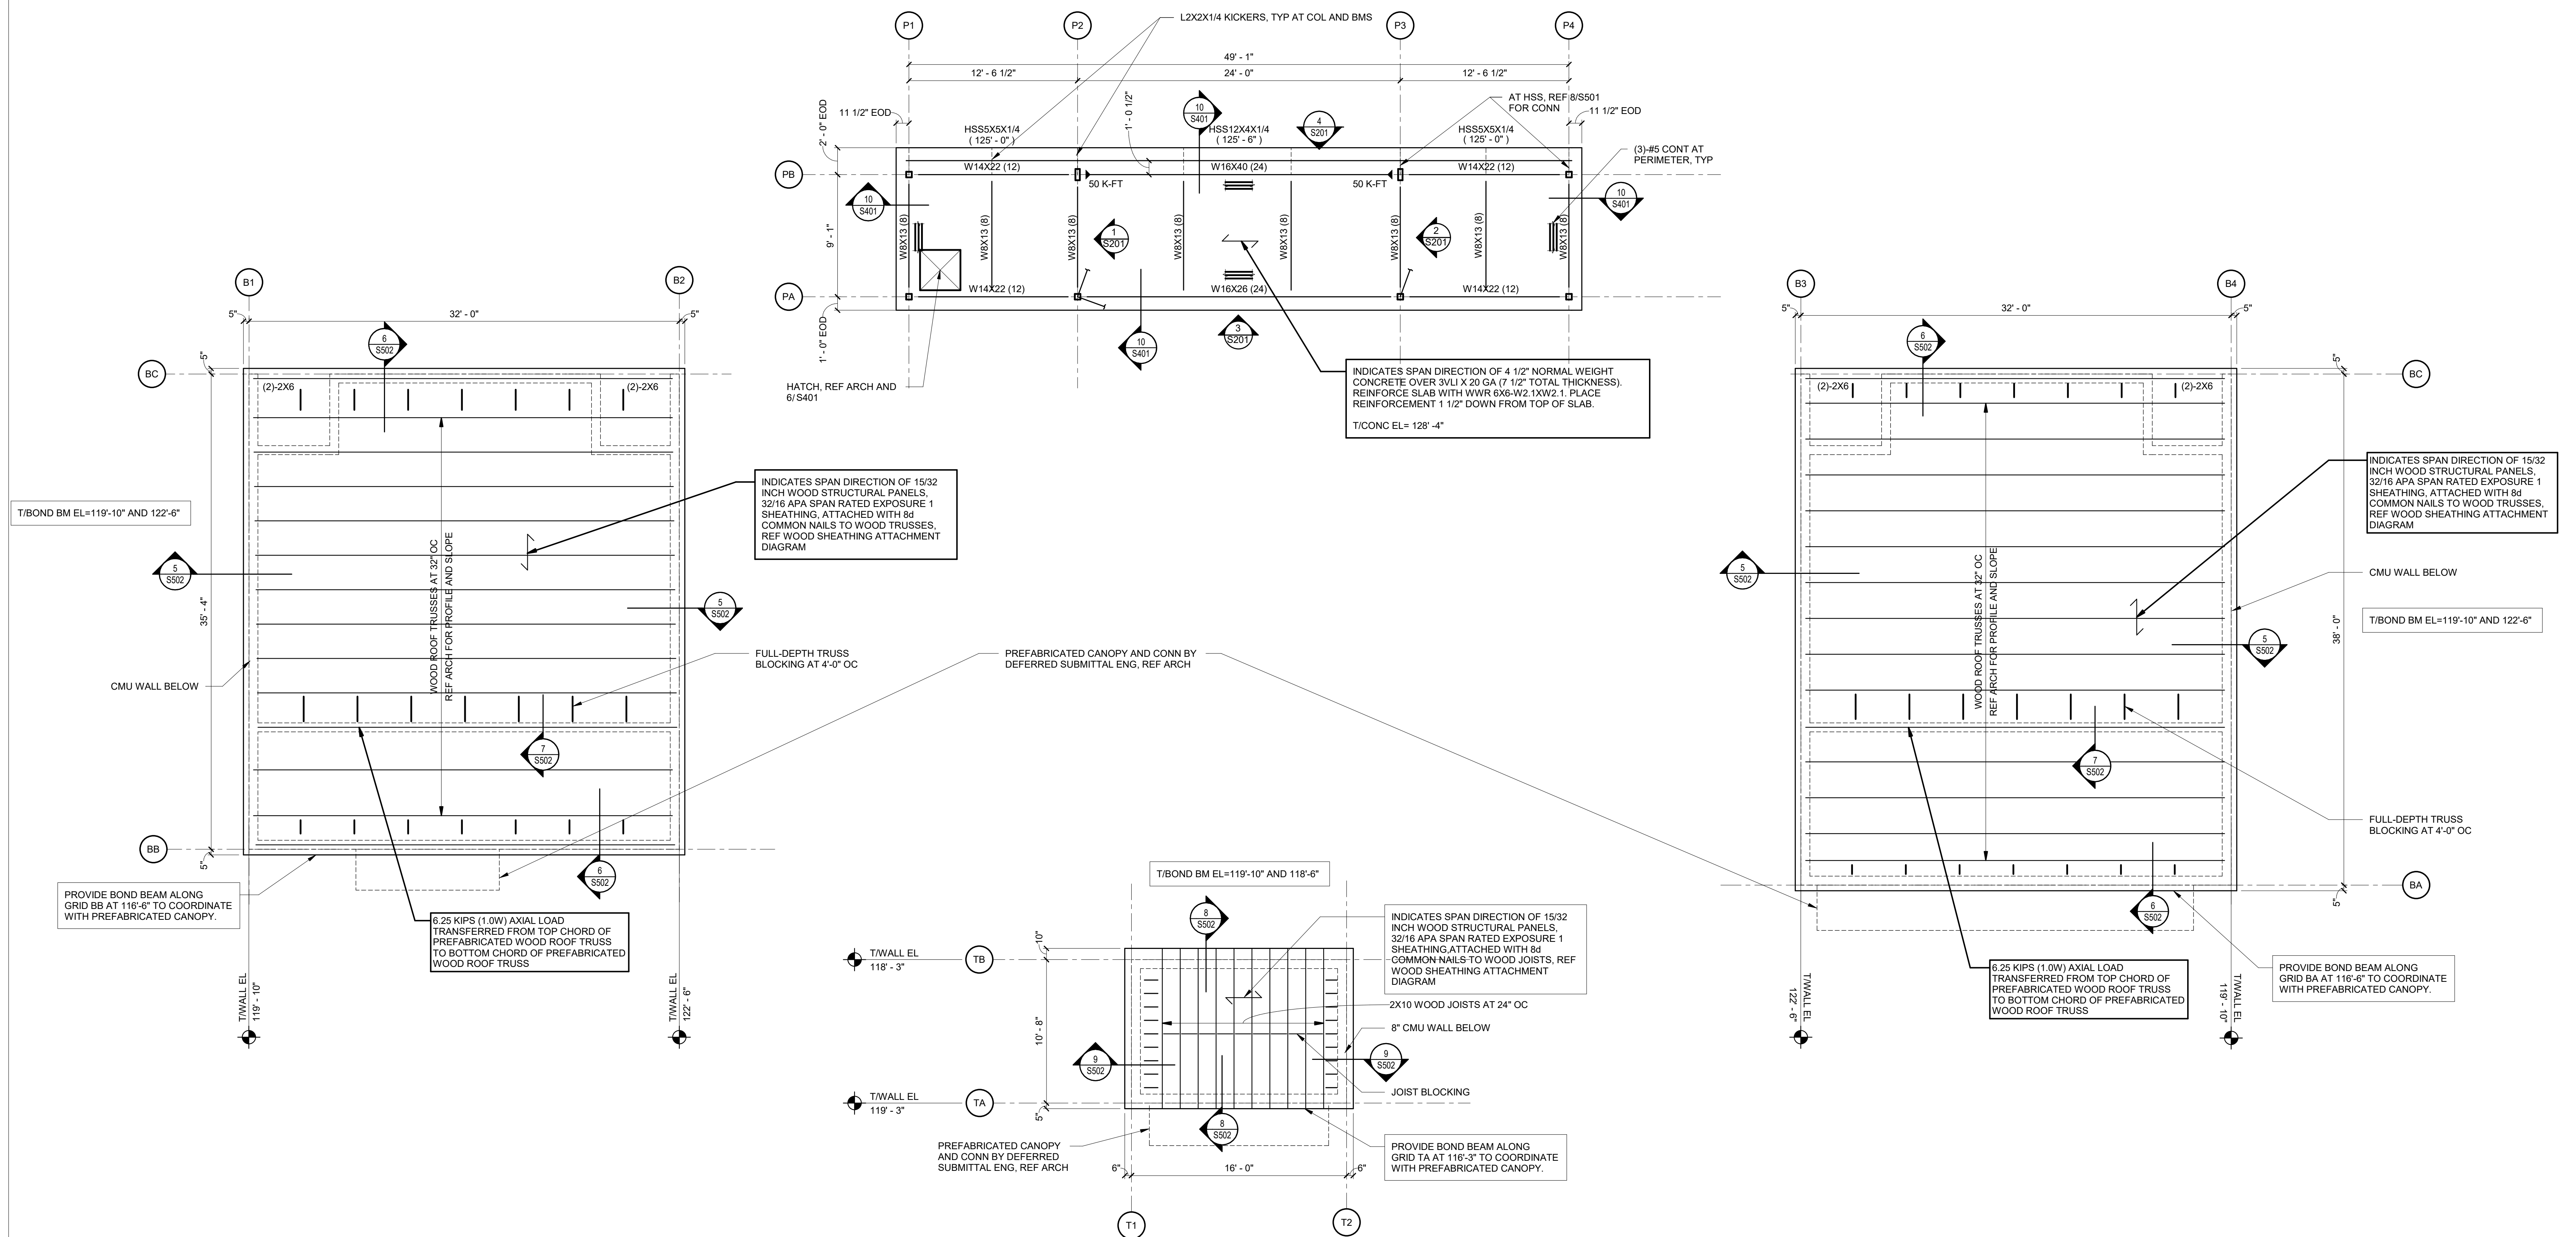 P1
P2
P3
P4
L2X2X1/4 KICKERS, TYP AT COL AND BMS
49' - 1"
12' - 6 1/2"
24' - 0"
12' - 6 1/2"
2' - 0" EOD
11 1/2" EOD
1' - 0 1/2"
10
S401
4
S201
AT HSS, REF 8/S501
FOR CONN
11 1/2" EOD
HSS5X5X1/4
( 125' - 0" )
HSS12X4X1/4
( 125' - 6" )
HSS5X5X1/4
( 125' - 0" )
(3)-#5 CONT AT
PERIMETER, TYP
PB
W14X22 (12)
W16X40 (24)
W14X22 (12)
50 K-FT
50 K-FT
10
S401
10
S401
9' - 1"
W8X13 (8)
W8X13 (8)
W8X13 (8)
W8X13 (8)
W8X13 (8)
W8X13 (8)
W8X13 (8)
W8X13 (8)
1
S201
2
S201
PA
W14X22 (12)
W16X26 (24)
W14X22 (12)
1' - 0" EOD
3
S201
10
S401
HATCH, REF ARCH AND
6/ S401
INDICATES SPAN DIRECTION OF 4 1/2" NORMAL WEIGHT
CONCRETE OVER 3VLI X 20 GA (7 1/2" TOTAL THICKNESS).
REINFORCE SLAB WITH WWR 6X6-W2.1XW2.1. PLACE
REINFORCEMENT 1 1/2" DOWN FROM TOP OF SLAB.
T/CONC EL= 128' -4"
B1
B2
5"
32' - 0"
5"
6
S502
5"
BC
(2)-2X6
(2)-2X6
T/BOND BM EL=119'-10" AND 122'-6"
INDICATES SPAN DIRECTION OF 15/32
INCH WOOD STRUCTURAL PANELS,
32/16 APA SPAN RATED EXPOSURE 1
SHEATHING, ATTACHED WITH 8d
COMMON NAILS TO WOOD TRUSSES,
REF WOOD SHEATHING ATTACHMENT
DIAGRAM
WOOD ROOF TRUSSES AT 32" OC
REF ARCH FOR PROFILE AND SLOPE
5
S502
5
S502
35' - 4"
CMU WALL BELOW
FULL-DEPTH TRUSS
BLOCKING AT 4'-0" OC
7
S502
BB
5"
6
S502
PROVIDE BOND BEAM ALONG
GRID BB AT 116'-6" TO COORDINATE
WITH PREFABRICATED CANOPY.
6.25 KIPS (1.0W) AXIAL LOAD
TRANSFERRED FROM TOP CHORD OF
PREFABRICATED WOOD ROOF TRUSS
TO BOTTOM CHORD OF PREFABRICATED
WOOD ROOF TRUSS
T/WALL EL
119' - 10"
T/WALL EL
122' - 6"
PREFABRICATED CANOPY AND CONN BY
DEFERRED SUBMITTAL ENG, REF ARCH
T/BOND BM EL=119'-10" AND 118'-6"
8
S502
10"
T/WALL EL
118' - 3"
TB
INDICATES SPAN DIRECTION OF 15/32
INCH WOOD STRUCTURAL PANELS,
32/16 APA SPAN RATED EXPOSURE 1
SHEATHING,ATTACHED WITH 8d
COMMON NAILS TO WOOD JOISTS, REF
WOOD SHEATHING ATTACHMENT
DIAGRAM
2X10 WOOD JOISTS AT 24" OC
8" CMU WALL BELOW
10' - 8"
9
S502
9
S502
JOIST BLOCKING
T/WALL EL
119' - 3"
TA
5"
8
S502
PREFABRICATED CANOPY
AND CONN BY DEFERRED
SUBMITTAL ENG, REF ARCH
PROVIDE BOND BEAM ALONG
GRID TA AT 116'-3" TO COORDINATE
WITH PREFABRICATED CANOPY.
6"
16' - 0"
6"
T1
T2
B3
B4
5"
32' - 0"
5"
6
S502
5"
BC
(2)-2X6
(2)-2X6
INDICATES SPAN DIRECTION OF 15/32
INCH WOOD STRUCTURAL PANELS,
32/16 APA SPAN RATED EXPOSURE 1
SHEATHING, ATTACHED WITH 8d
COMMON NAILS TO WOOD TRUSSES,
REF WOOD SHEATHING ATTACHMENT
DIAGRAM
5
S502
CMU WALL BELOW
T/BOND BM EL=119'-10" AND 122'-6"
WOOD ROOF TRUSSES AT 32" OC
REF ARCH FOR PROFILE AND SLOPE
5
S502
38' - 0"
7
S502
FULL-DEPTH TRUSS
BLOCKING AT 4'-0" OC
BA
5"
6
S502
6.25 KIPS (1.0W) AXIAL LOAD
TRANSFERRED FROM TOP CHORD OF
PREFABRICATED WOOD ROOF TRUSS
TO BOTTOM CHORD OF PREFABRICATED
WOOD ROOF TRUSS
PROVIDE BOND BEAM ALONG
GRID BA AT 116'-6" TO COORDINATE
WITH PREFABRICATED CANOPY.
T/WALL EL
122' - 6"
T/WALL EL
119' - 10"